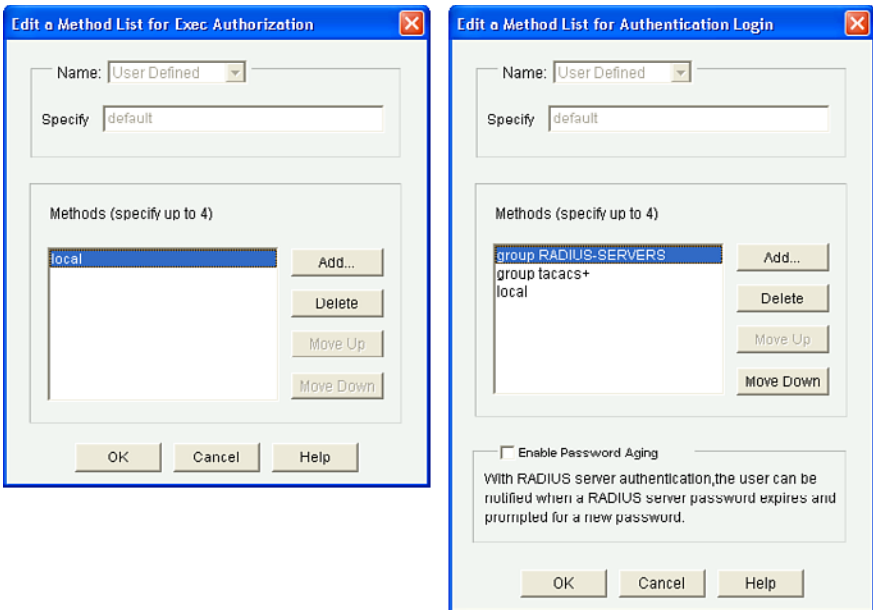 Edit a Method List for Exec Authorization
Name: User Defined
Specify default
Methods (specify up to 4)
local
Add...
Delete
Move Up
Move Down
OK Cancel Help
Edit a Method List for Authentication Login
Name: User Defined
Specify default
Methods (specify up to 4)
group RADIUS-SERVERS
group tacacs+
local
Add...
Delete
Move Up
Move Down
Enable Password Aging
With RADIUS server authentication,the user can be
notified when a RADIUS server password expires and
prompted for a new password.
OK Cancel Help